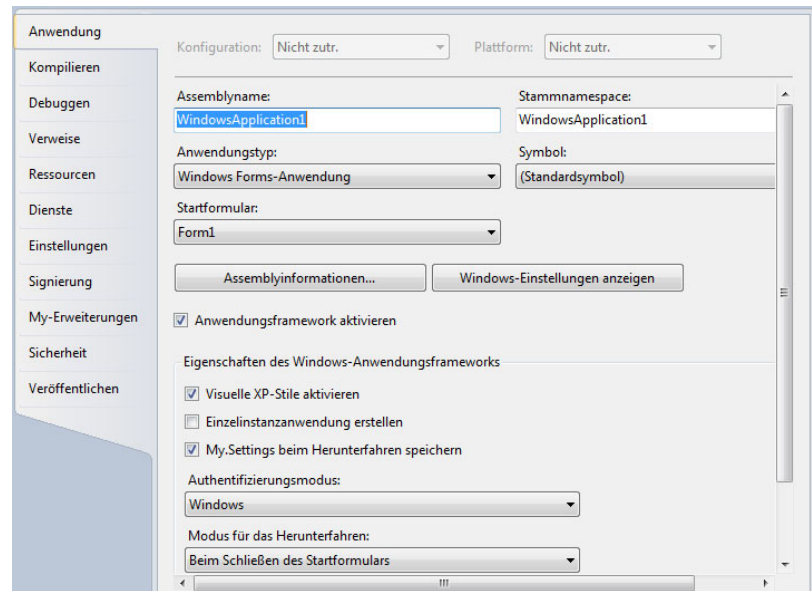 Anwendung
Kompilieren
Debuggen
Verweise
Ressourcen
Dienste
Einstellungen
Signierung
My-Erweiterungen
Sicherheit
Veröffentlichen
Konfiguration: Nicht zutr. Plattform: Nicht zutr.
Assemblyname: Stammnamespace:
WindowsApplication1 WindowsApplication1
Anwendungstyp: Symbol:
Windows Forms-Anwendung (Standardsymbol)
Startformular:
Form1
Assemblyinformationen... Windows-Einstellungen anzeigen
Anwendungsframework aktivieren
Eigenschaften des Windows-Anwendungsframeworks
Visuelle XP-Stile aktivieren
Einzelinstanzanwendung erstellen
My.Settings beim Herunterfahren speichern
Authentifizierungsmodus:
Windows
Modus für das Herunterfahren:
Beim Schließen des Startformulars